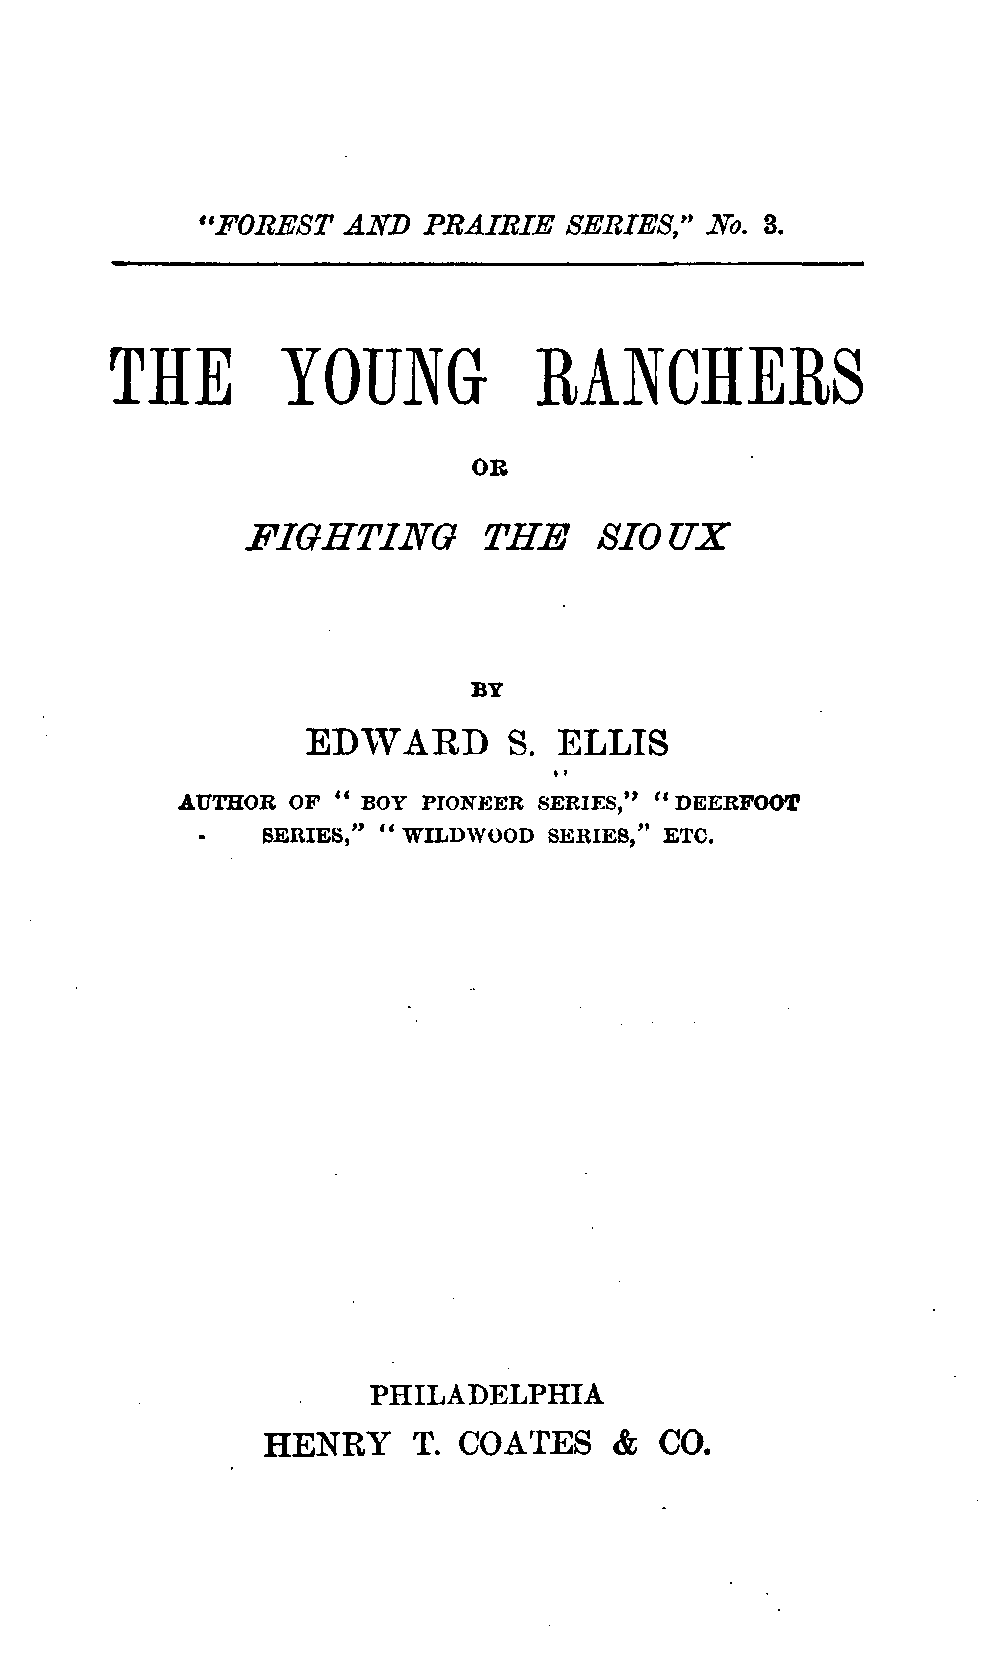 "FOREST AND PRAIRIE SERIES," No. 3.
THE YOUNG RANCHERS
OR
FIGHTING THE SIOUX
BY
EDWARD S. ELLIS
AUTHOR OF "BOY PIONEER SERIES," "DEERFOOT
SERIES," "WILDWOOD SERIES," ETC.
PHILADELPHIA
HENRY T. COATES & CO.